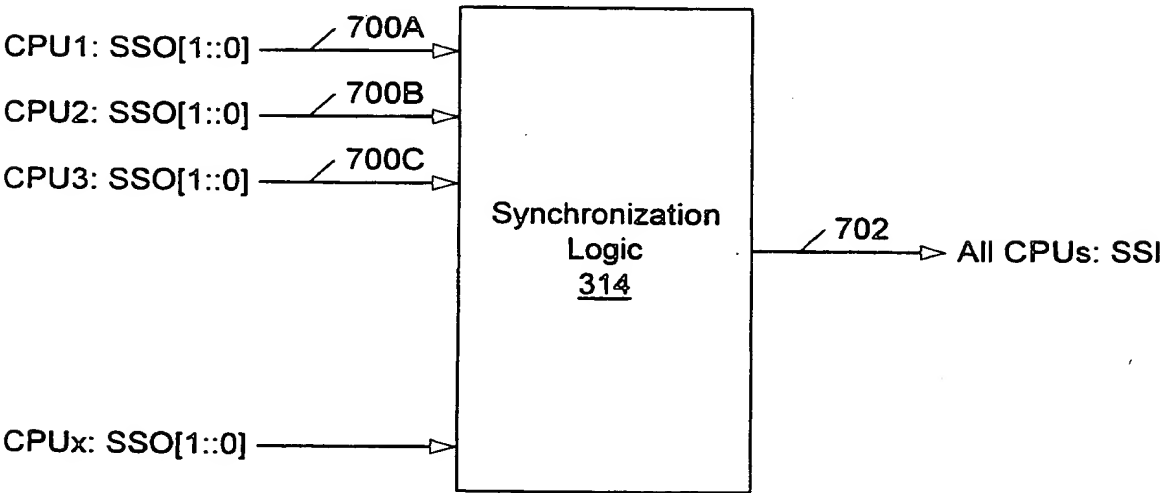 CPU1: SSO[1::0]
700A
CPU2: SSO[1::0]
700B
CPU3: SSO[1::0]
700C
Synchronization
Logic
314
702
All CPUs: SSI
CPUx: SSO[1::0]